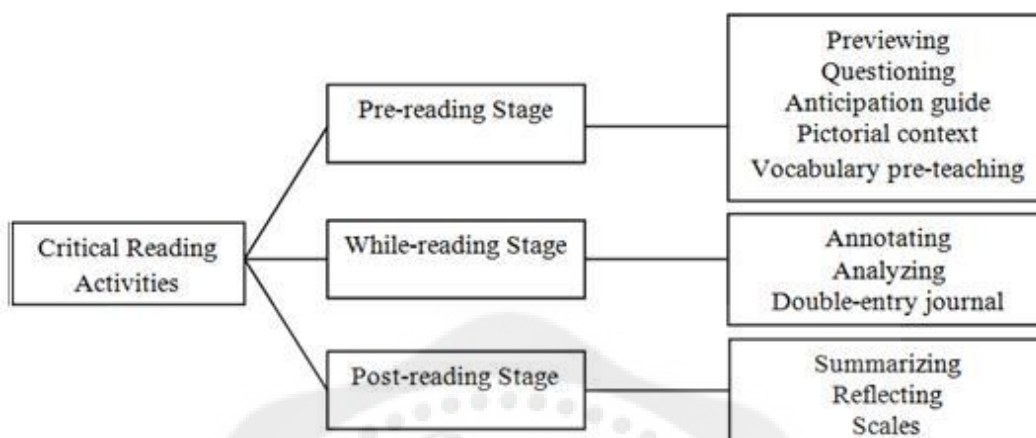 Critical Reading
Activities
Pre-reading Stage
Previewing
Questioning
Anticipation guide
Pictorial context
Vocabulary pre-teaching
While-reading Stage
Annotating
Analyzing
Double-entry journal
Post-reading Stage
Summarizing
Reflecting
Scales